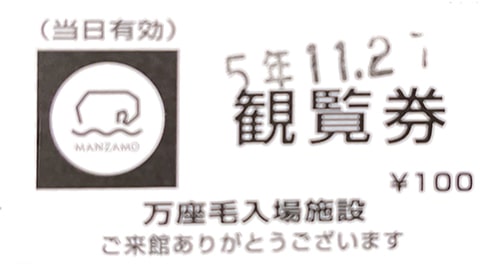 (当日有効)
5年11.2
観覧券
MANZAMO
¥100
万座毛入場施設
ご来館ありがとうございます